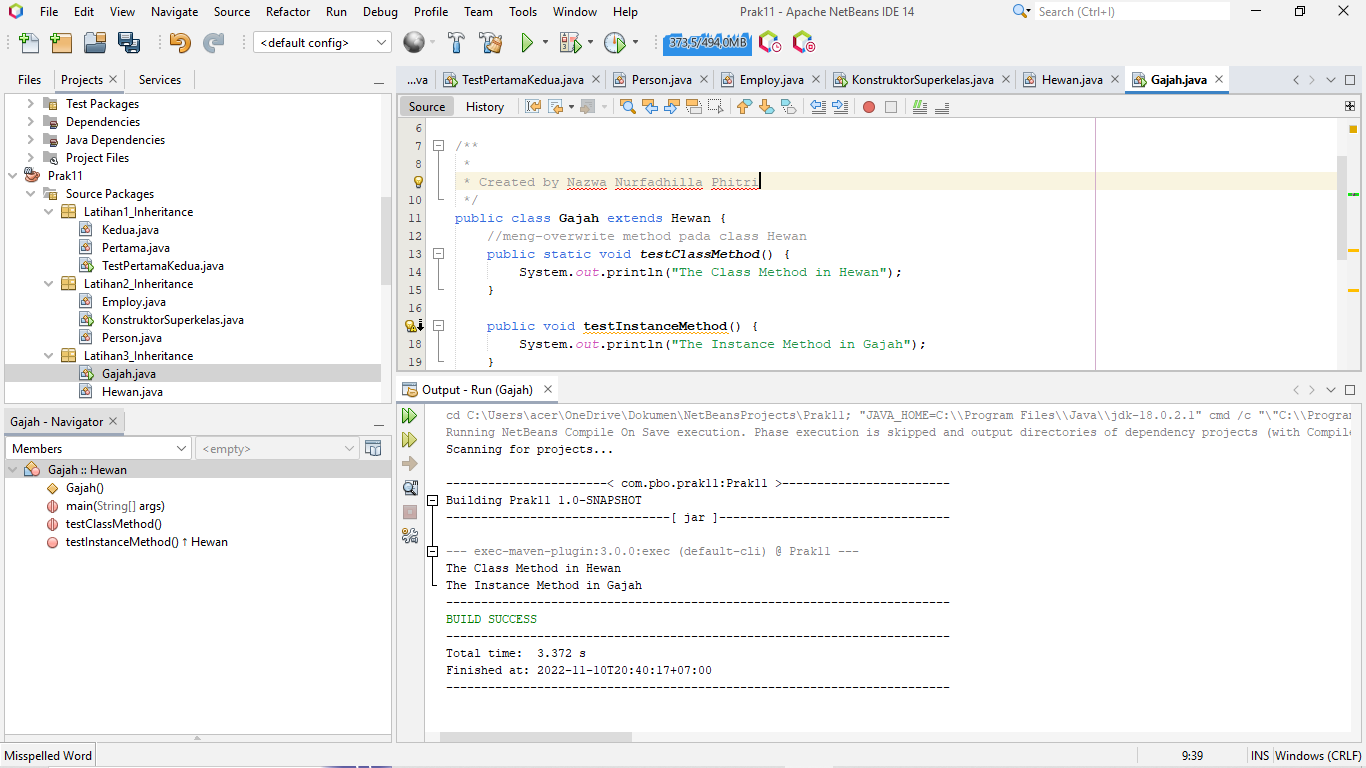 File Edit View Navigate Source Refactor Run Debug Profile Team Tools Window Help
Prak11 - Apache NetBeans IDE 14
Search (Ctrl+I)
<default config>
373,5/494,0MB
Files Projects Services
Test Packages
Dependencies
Java Dependencies
Project Files
Prak11
Source Packages
Latihan1_Inheritance
Kedua.java
Pertama.java
TestPertamaKedua.java
Latihan2_Inheritance
Employ.java
KonstruktorSuperkelas.java
Person.java
Latihan3_Inheritance
Gajah.java
Hewan.java
Gajah - Navigator
Members <empty>
Gajah :: Hewan
Gajah()
main(String[] args)
testClassMethod()
testInstanceMethod() ↑ Hewan
...va TestPertamaKedua.java Person.java Employ.java KonstruktorSuperkelas.java Hewan.java Gajah.java
Source History
6
7 /**
8 *
* Created by Nazwa Nurfadhilla Phitri
10 */
11 public class Gajah extends Hewan {
12 //meng-overwrite method pada class Hewan
13 public static void testClassMethod() {
14 System.out.println("The Class Method in Hewan");
15 }
16
public void testInstanceMethod() {
18 System.out.println("The Instance Method in Gajah");
19 }
Output - Run (Gajah)
cd C:\Users\acer\OneDrive\Dokumen\NetBeansProjects\Prak11; "JAVA_HOME=C:\\Program Files\\Java\\jdk-18.0.2.1" cmd /c "\"C:\\Progra
Running NetBeans Compile On Save execution. Phase execution is skipped and output directories of dependency projects (with Compile
Scanning for projects...
-----------------------< com.pbo.prak11:Prak11 >------------------------
Building Prak11 1.0-SNAPSHOT
--------------------------------[ jar ]---------------------------------
--- exec-maven-plugin:3.0.0:exec (default-cli) @ Prak11 ---
The Class Method in Hewan
The Instance Method in Gajah
------------------------------------------------------------------------
BUILD SUCCESS
------------------------------------------------------------------------
Total time:  3.372 s
Finished at: 2022-11-10T20:40:17+07:00
------------------------------------------------------------------------
Misspelled Word
9:39 INS Windows (CRLF)